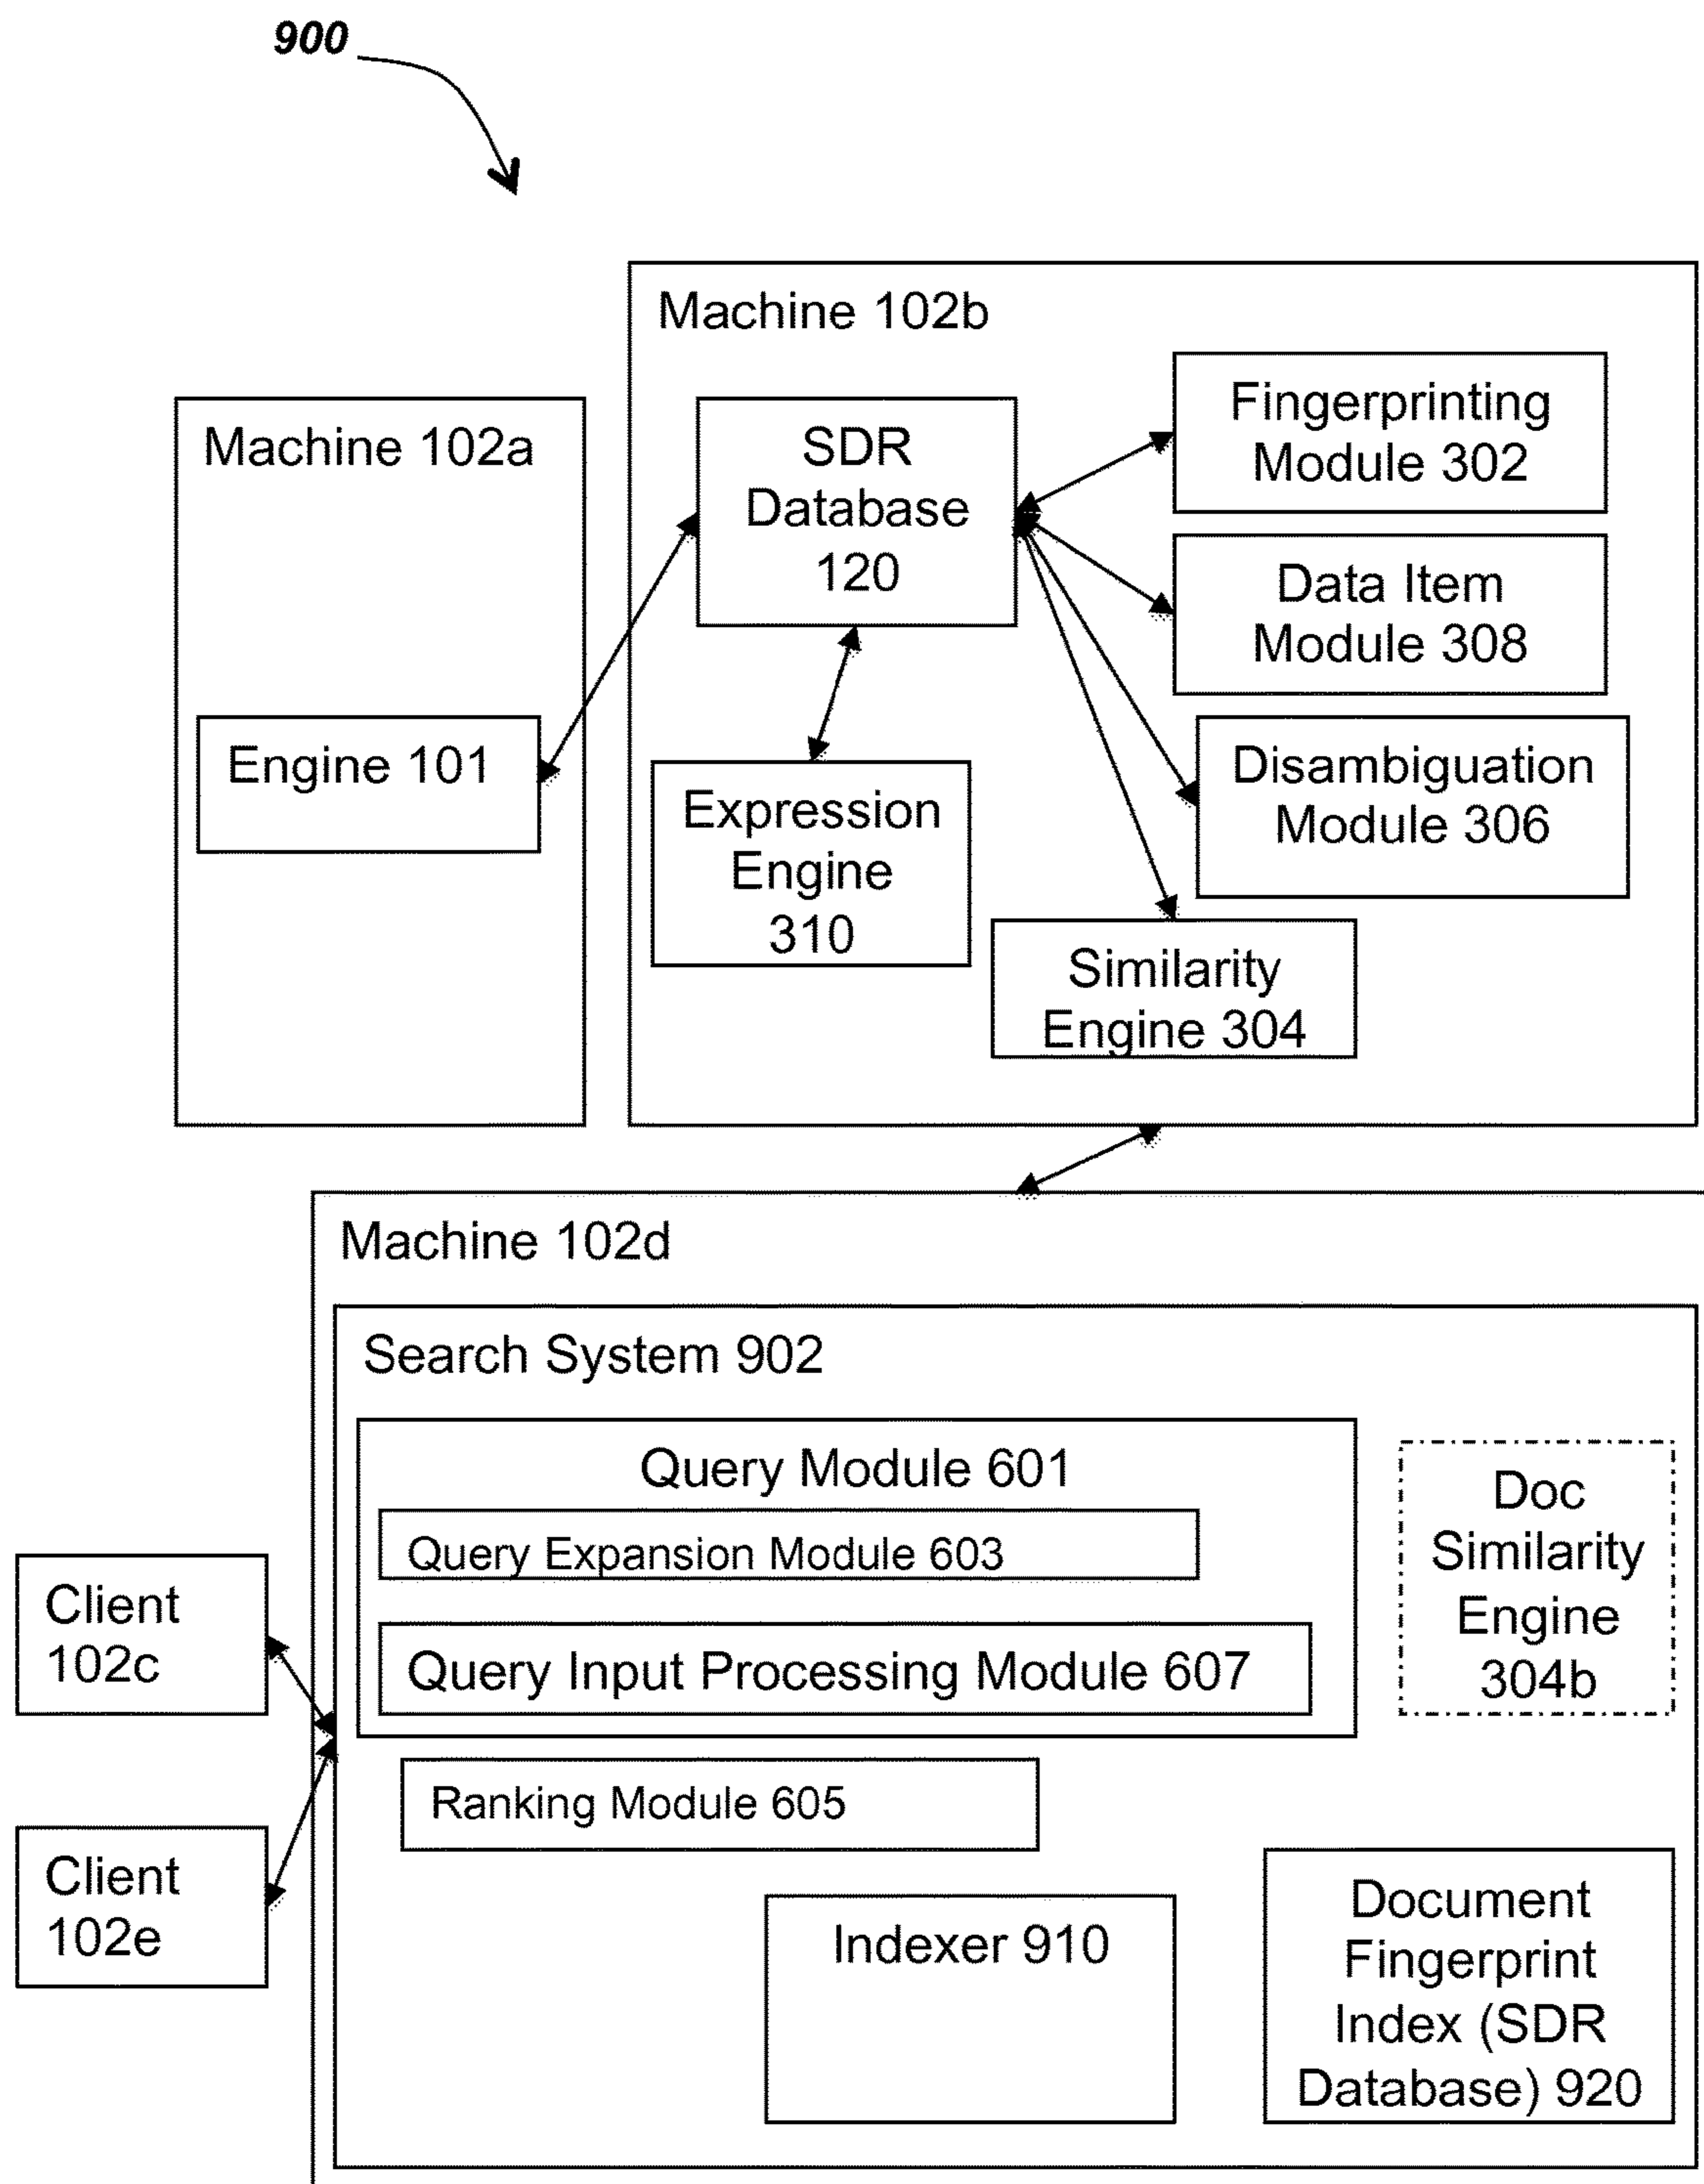 900
Machine 102b
Machine 102a
SDR
Database
120
Fingerprinting
Module 302
Data Item
Module 308
Engine 101
Disambiguation
Module 306
Expression
Engine
310
Similarity
Engine 304
Machine 102d
Search System 902
Query Module 601
Query Expansion Module 603
Query Input Processing Module 607
Doc
Similarity
Engine
304b
Client
102c
Ranking Module 605
Client
102e
Indexer 910
Document
Fingerprint
Index (SDR
Database) 920